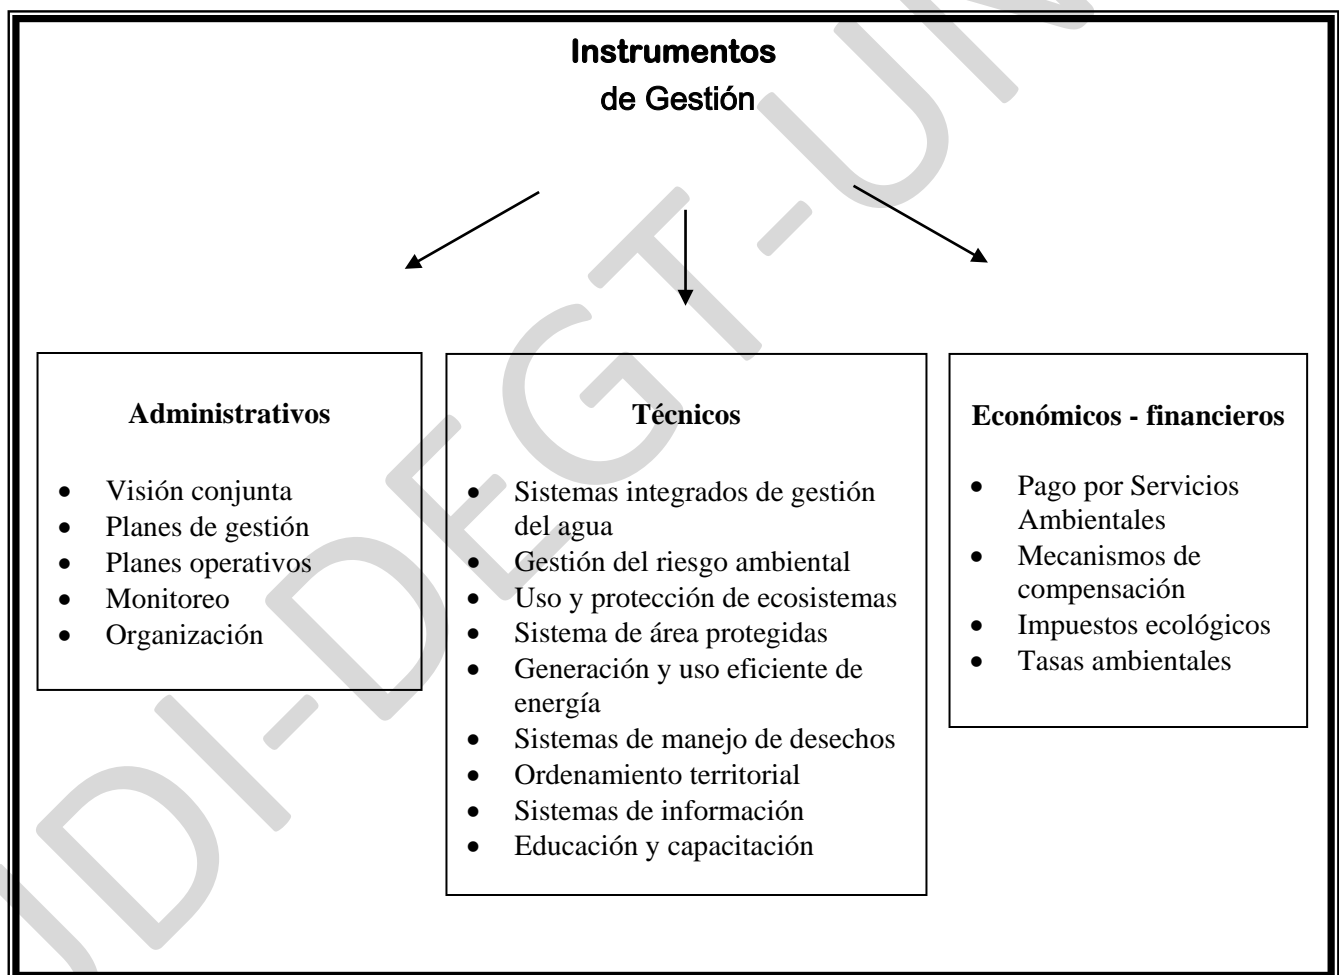 Instrumentos
de Gestión
Administrativos
• Visión conjunta
• Planes de gestión
• Planes operativos
• Monitoreo
• Organización
Técnicos
• Sistemas integrados de gestión
del agua
• Gestión del riesgo ambiental
• Uso y protección de ecosistemas
• Sistema de área protegidas
• Generación y uso eficiente de
energía
• Sistemas de manejo de desechos
• Ordenamiento territorial
• Sistemas de información
• Educación y capacitación
Económicos - financieros
• Pago por Servicios
Ambientales
• Mecanismos de
compensación
• Impuestos ecológicos
• Tasas ambientales